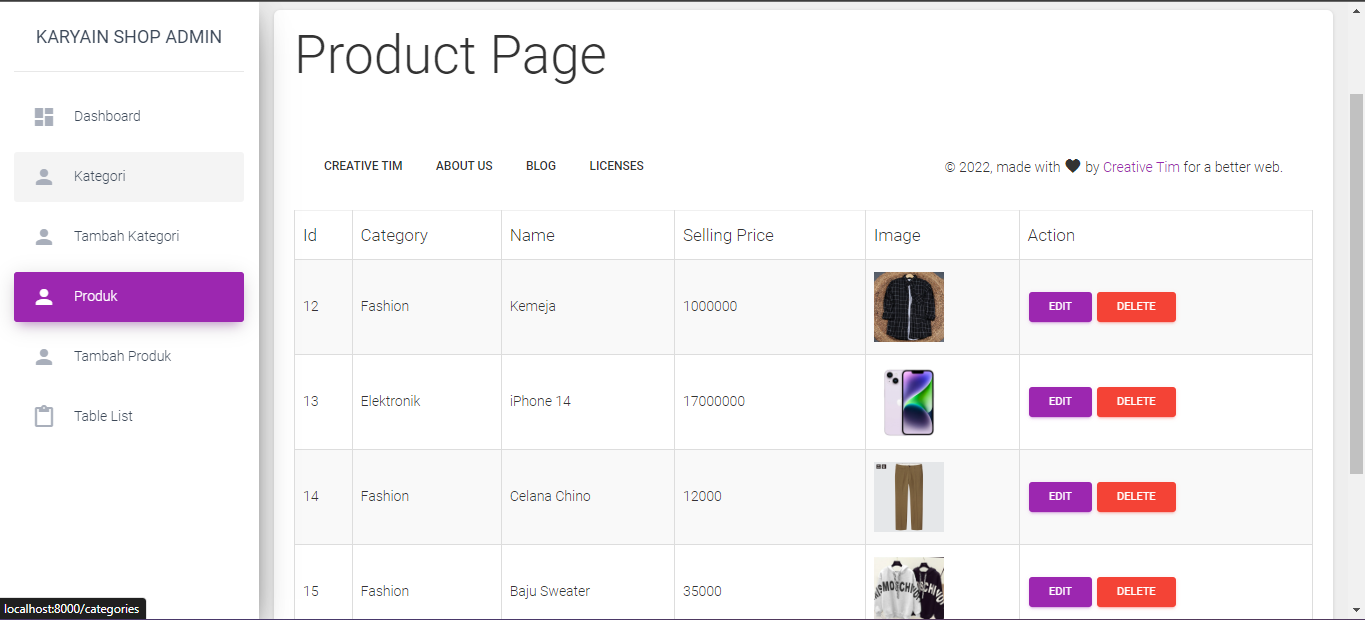 KARYAIN SHOP ADMIN
Dashboard
Kategori
Tambah Kategori
Produk
Tambah Produk
Table List
Product Page
CREATIVE TIM ABOUT US BLOG LICENSES
© 2022, made with by Creative Tim for a better web.
Id Category Name Selling Price Image Action
12 Fashion Kemeja 1000000 EDIT DELETE
13 Elektronik iPhone 14 17000000 EDIT DELETE
14 Fashion Celana Chino 12000 EDIT DELETE
15 Fashion Baju Sweater 35000 EDIT DELETE
localhost:8000/categories